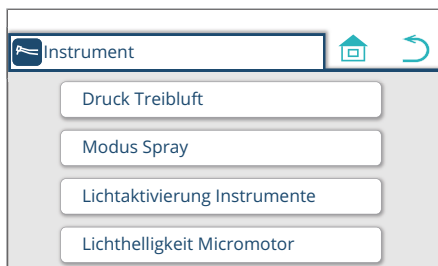 Instrument
Druck Treibluft
Modus Spray
Lichtaktivierung Instrumente
Lichthelligkeit Micromotor